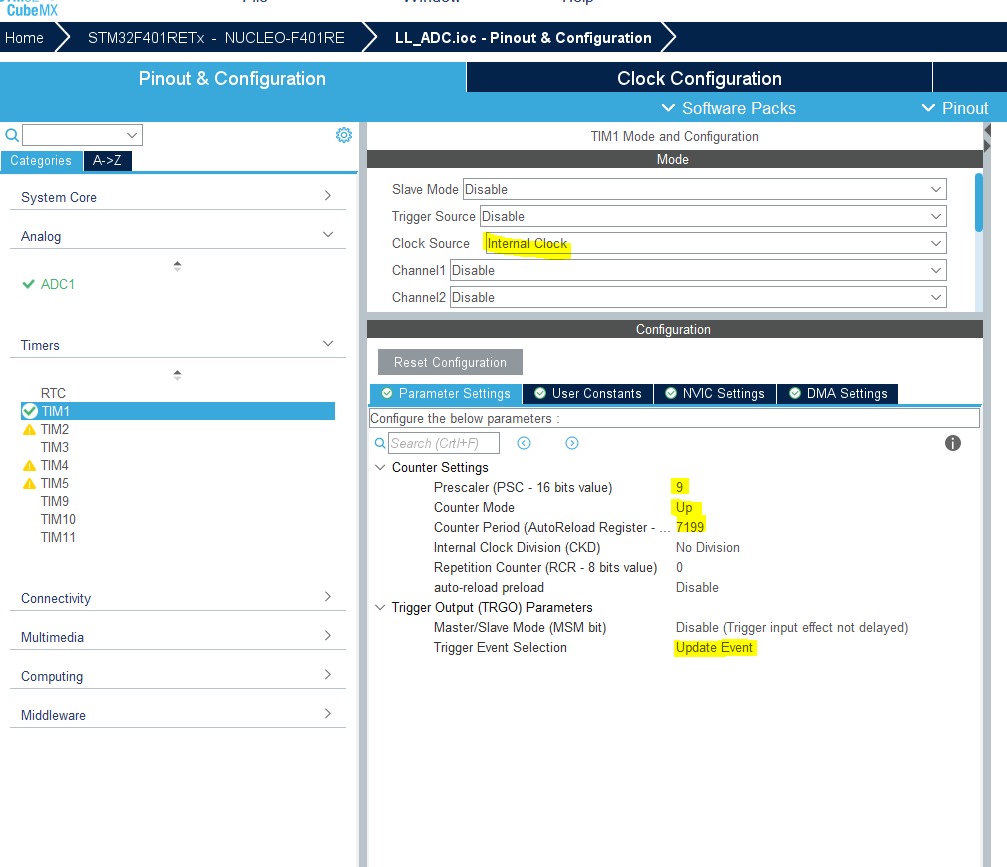 CubeMX
File Window Help
Home STM32F401RETx - NUCLEO-F401RE LL_ADC.ioc - Pinout & Configuration
Pinout & Configuration Clock Configuration
Software Packs Pinout
Categories A->Z
System Core
Analog
ADC1
Timers
RTC
TIM1
TIM2
TIM3
TIM4
TIM5
TIM9
TIM10
TIM11
Connectivity
Multimedia
Computing
Middleware
TIM1 Mode and Configuration
Mode
Slave Mode Disable
Trigger Source Disable
Clock Source Internal Clock
Channel1 Disable
Channel2 Disable
Configuration
Reset Configuration
Parameter Settings User Constants NVIC Settings DMA Settings
Configure the below parameters :
Search (Crtl+F)
Counter Settings
Prescaler (PSC - 16 bits value) 9
Counter Mode Up
Counter Period (AutoReload Register - ... 7199
Internal Clock Division (CKD) No Division
Repetition Counter (RCR - 8 bits value) 0
auto-reload preload Disable
Trigger Output (TRGO) Parameters
Master/Slave Mode (MSM bit) Disable (Trigger input effect not delayed)
Trigger Event Selection Update Event